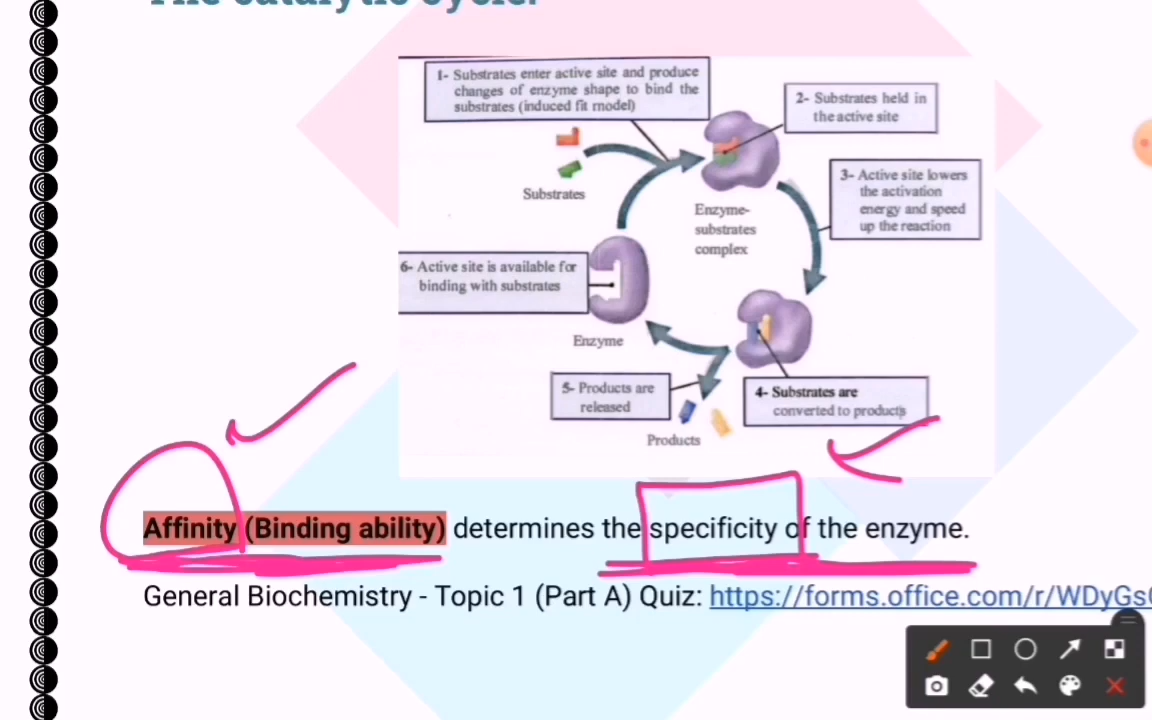 The catalytic cycle:
1- Substrates enter active site and produce
changes of enzyme shape to bind the
substrates (induced fit model)
2- Substrates held in
the active site
Substrates
3- Active site lowers
the activation
energy and speed
up the reaction
Enzyme-
substrates
complex
6- Active site is available for
binding with substrates
Enzyme
5- Products are
released
4- Substrates are
converted to products
Products
Affinity (Binding ability) determines the specificity of the enzyme.
General Biochemistry - Topic 1 (Part A) Quiz: https://forms.office.com/r/WDyGs